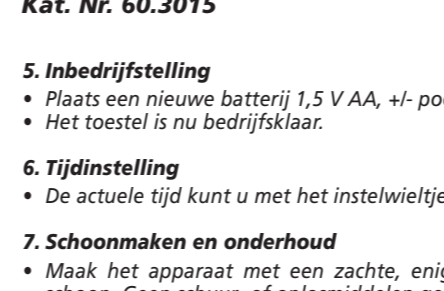 Kat. Nr. 60.3015
5. Inbedrijfstelling
• Plaats een nieuwe batterij 1,5 V AA, +/-
• Het toestel is nu bedrijfsklaar.
6. Tijdinstelling
• De actuele tijd kunt u met het instelwieltje
7. Schoonmaken en onderhoud
• Maak het apparaat met een zachte,